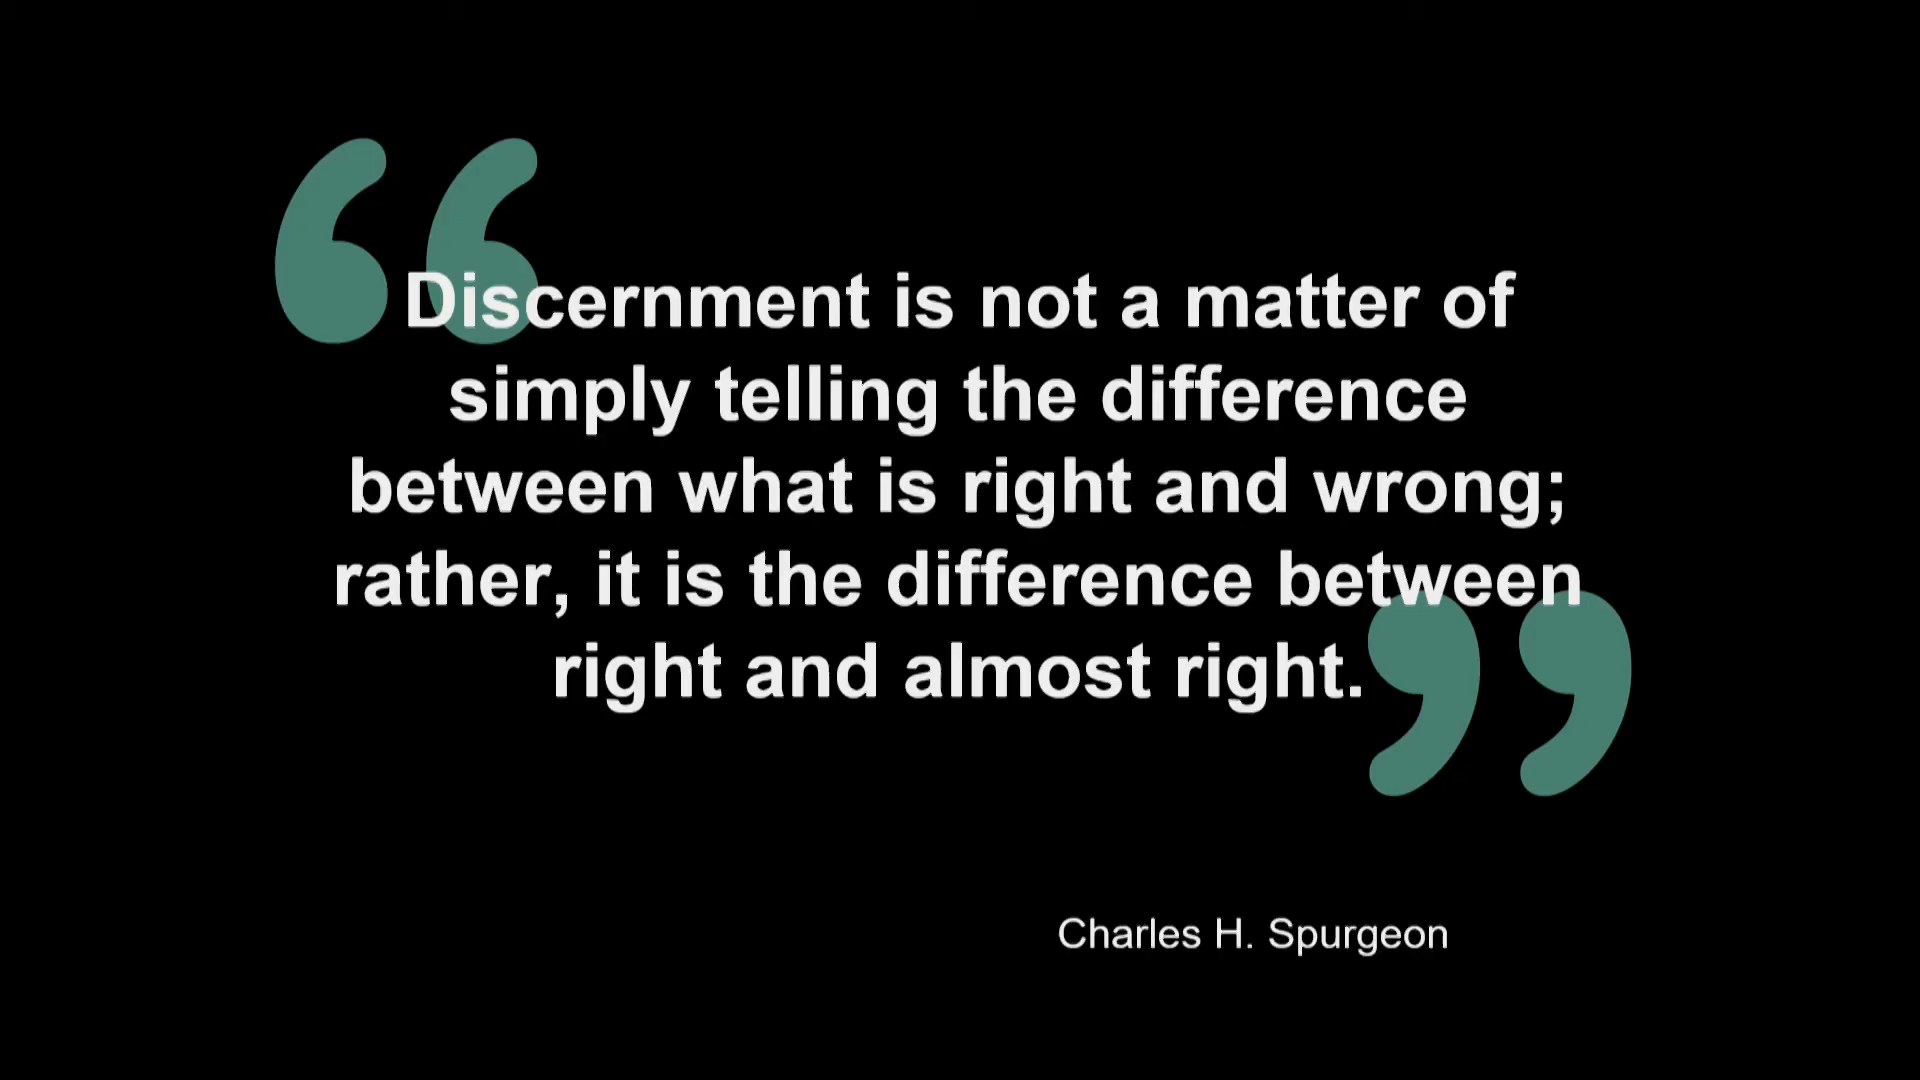 Discernment is not a matter of
simply telling the difference
between what is right and wrong;
rather, it is the difference between
right and almost right.
Charles H. Spurgeon